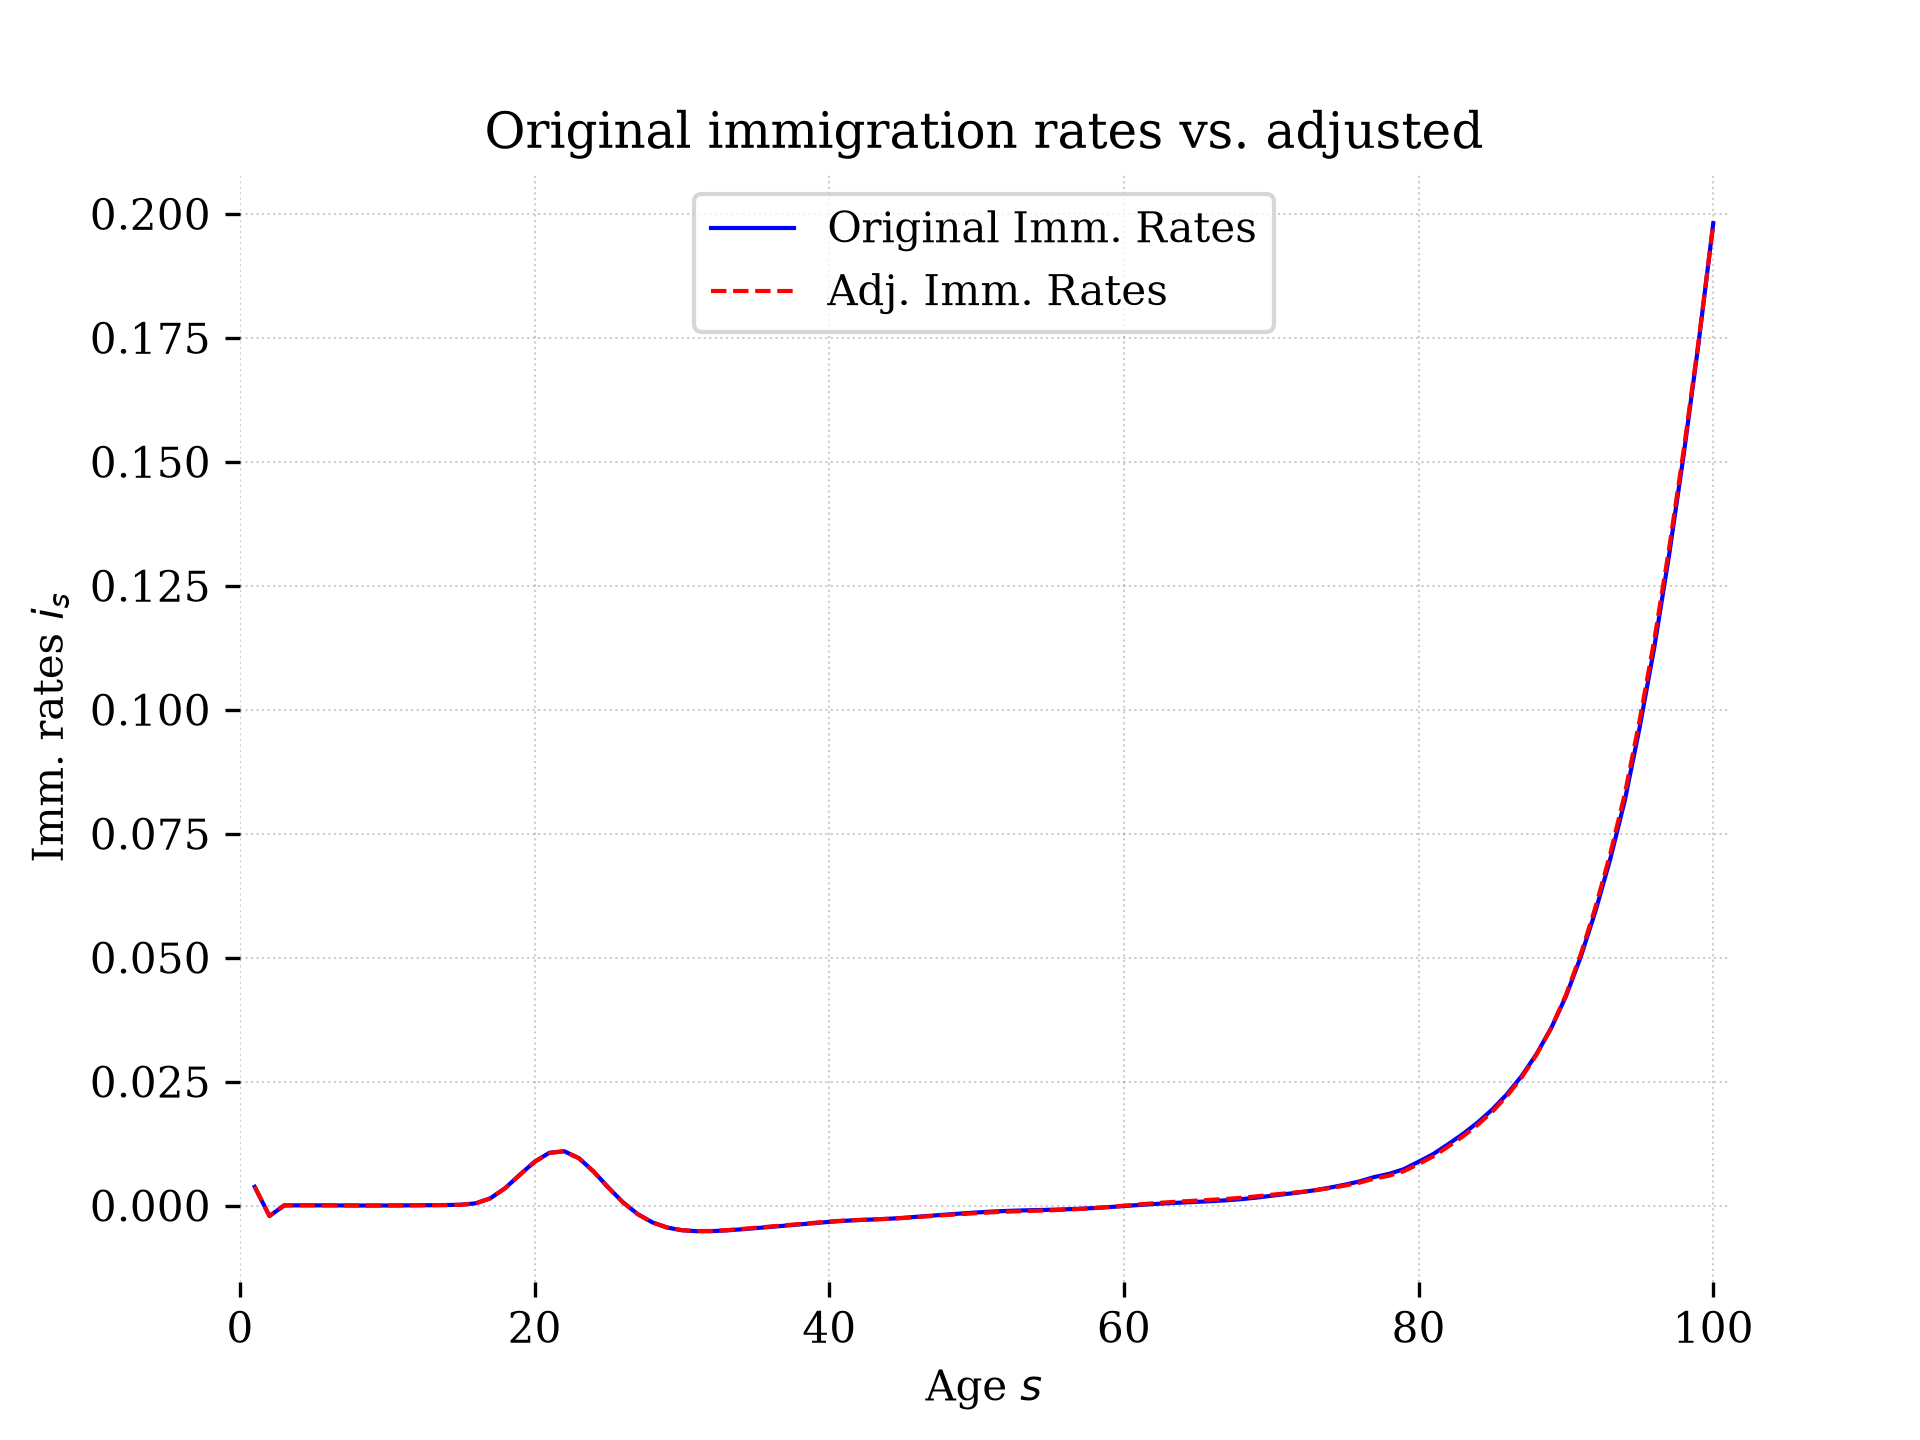 Original immigration rates vs. adjusted
Original Imm. Rates
Adj. Imm. Rates
0.200
0.175
0.150
0.125
0.100
0.075
0.050
0.025
0.000
Imm. rates i_s
0 20 40 60 80 100
Age s